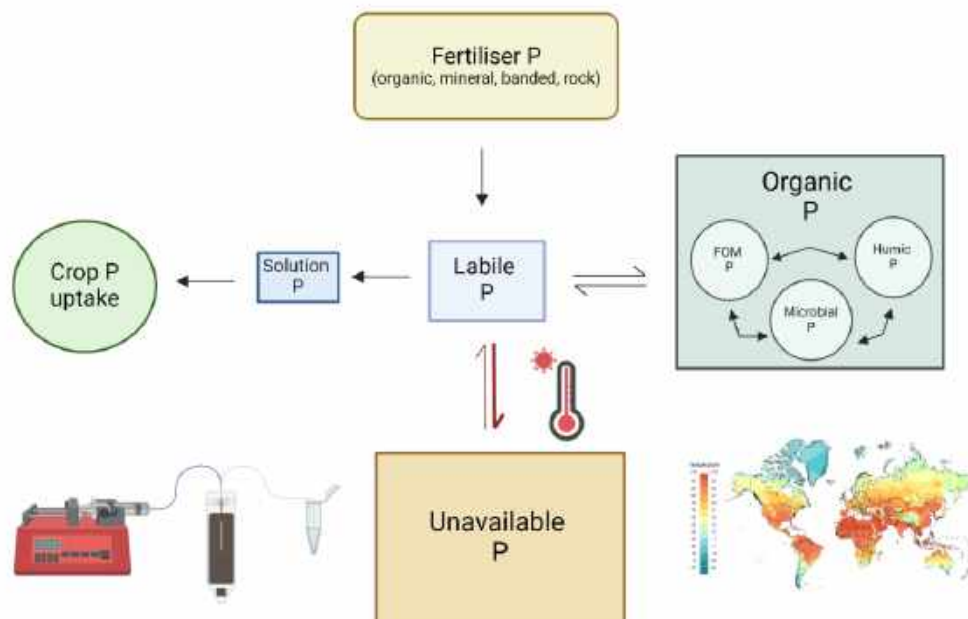 Fertiliser P
(organic, mineral, banded, rock)
Organic
P
FOM
P
Humic
P
Microbial
P
Crop P
uptake
Solution
P
Labile
P
Unavailable
P